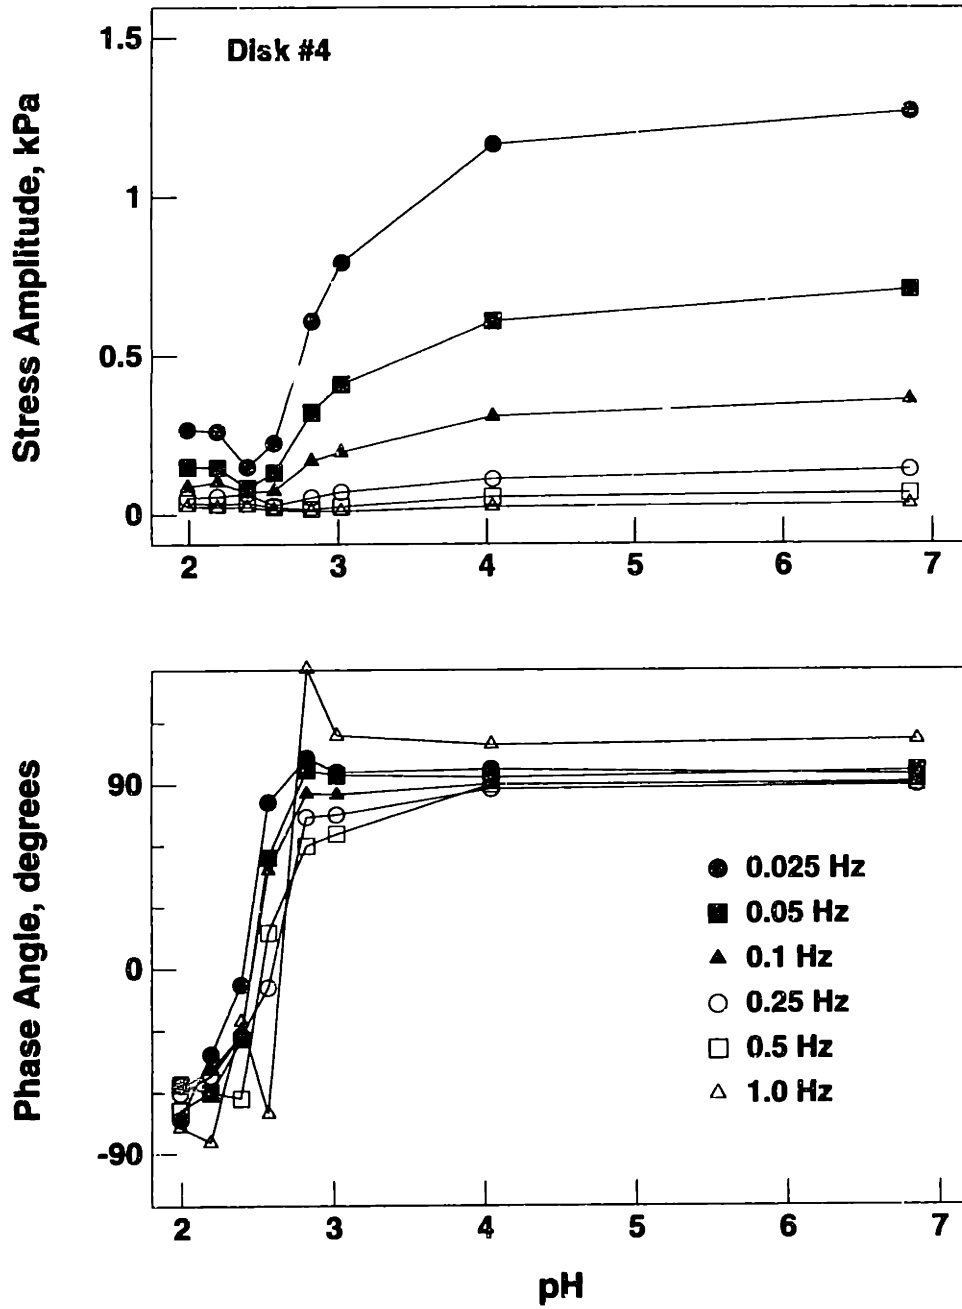 1.5
Disk #4
1
0.5
0
Stress Amplitude, kPa
2 3 4 5 6 7
90
0
-90
Phase Angle, degrees
0.025 Hz
0.05 Hz
0.1 Hz
0.25 Hz
0.5 Hz
1.0 Hz
2 3 4 5 6 7
pH